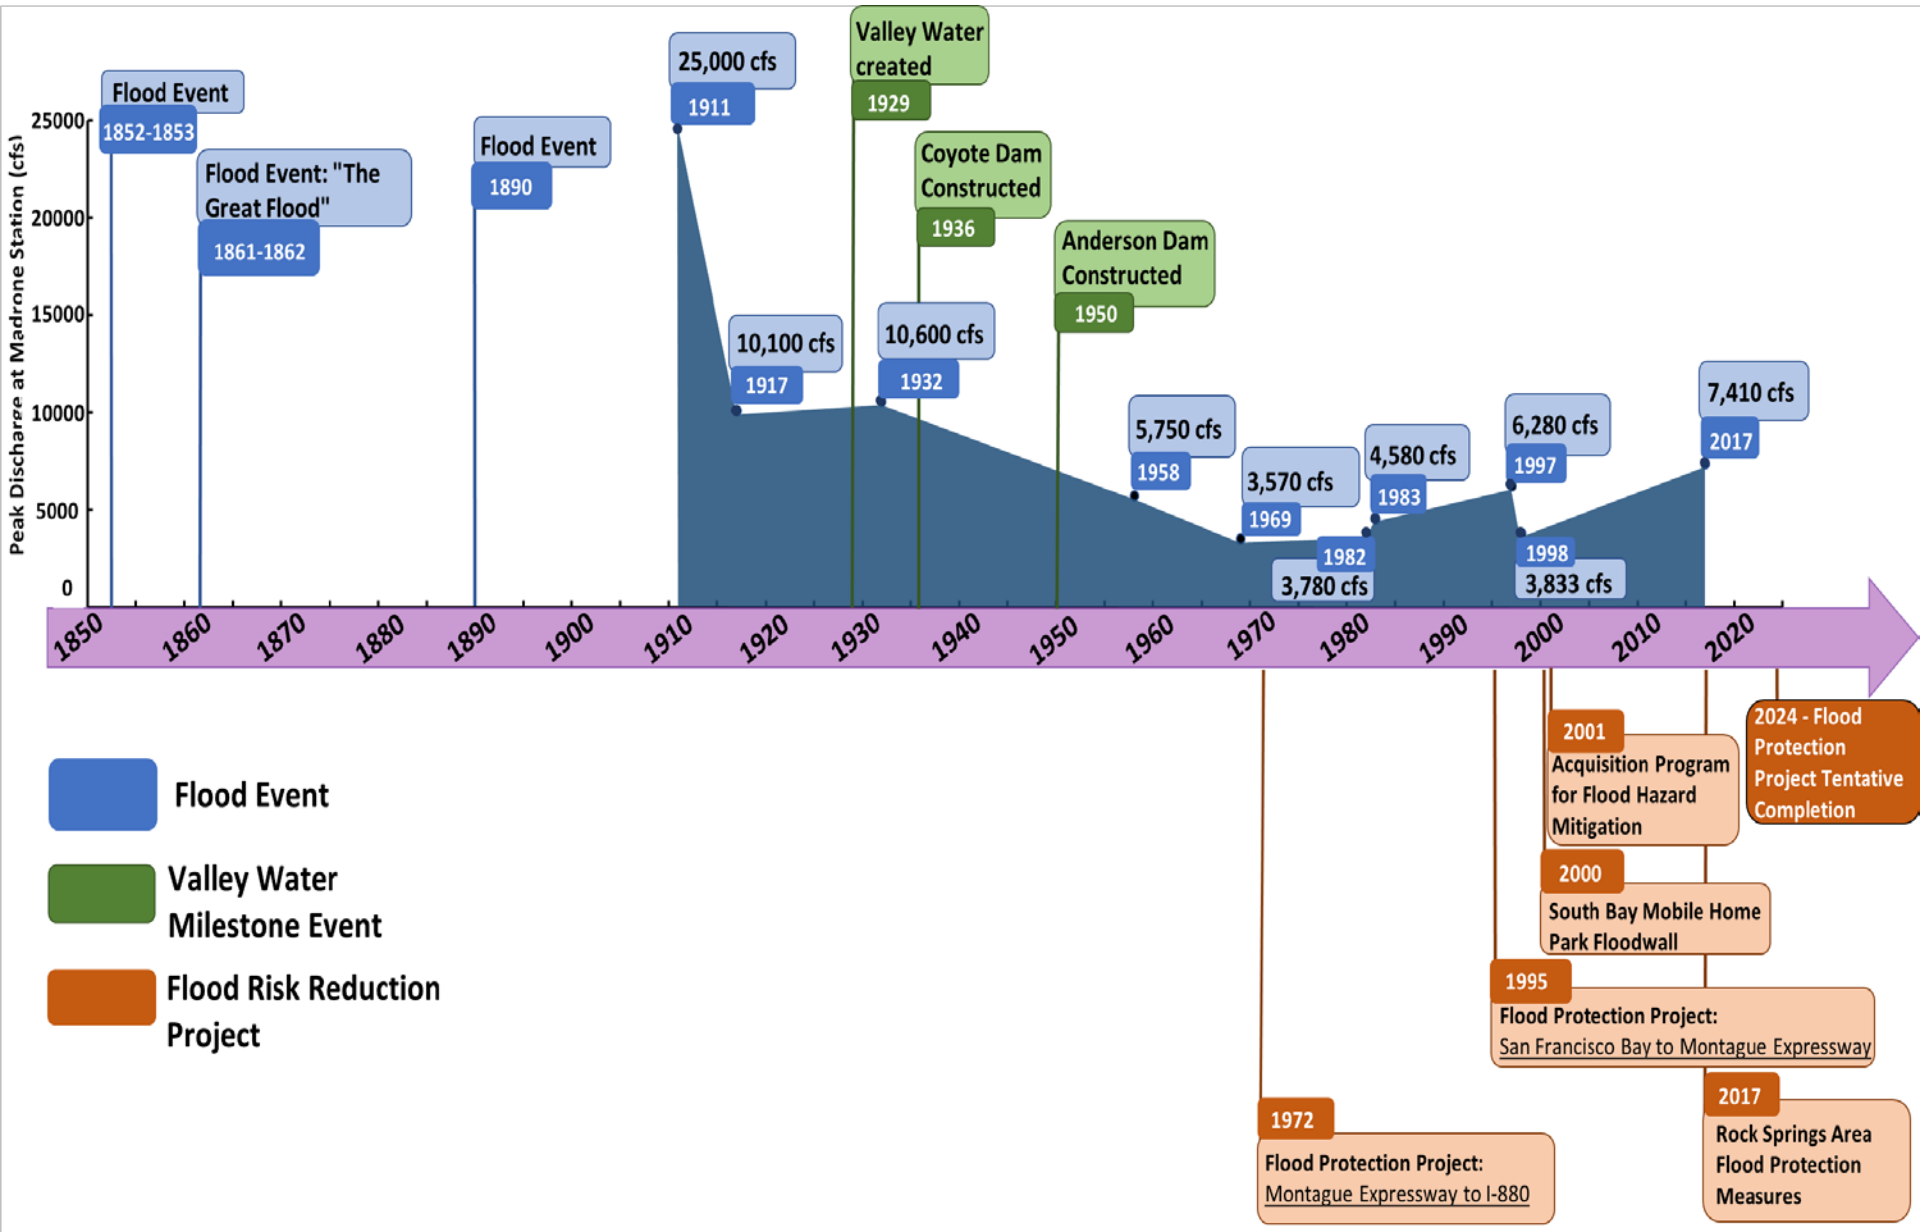 Peak Discharge at Madrone Station (cfs)
25000
20000
15000
10000
5000
0
Flood Event
1852-1853
Flood Event: "The
Great Flood"
1861-1862
Flood Event
1890
25,000 cfs
1911
10,100 cfs
1917
Valley Water
created
1929
10,600 cfs
1932
Coyote Dam
Constructed
1936
Anderson Dam
Constructed
1950
5,750 cfs
1958
3,570 cfs
1969
1982
3,780 cfs
4,580 cfs
1983
6,280 cfs
1997
1998
3,833 cfs
7,410 cfs
2017
1850
1860
1870
1880
1890
1900
1910
1920
1930
1940
1950
1960
1970
1980
1990
2000
2010
2020
Flood Event
Valley Water
Milestone Event
Flood Risk Reduction
Project
2001
Acquisition Program
for Flood Hazard
Mitigation
2024 - Flood
Protection
Project Tentative
Completion
2000
South Bay Mobile Home
Park Floodwall
1995
Flood Protection Project:
San Francisco Bay to Montague Expressway
1972
Flood Protection Project:
Montague Expressway to I-880
2017
Rock Springs Area
Flood Protection
Measures